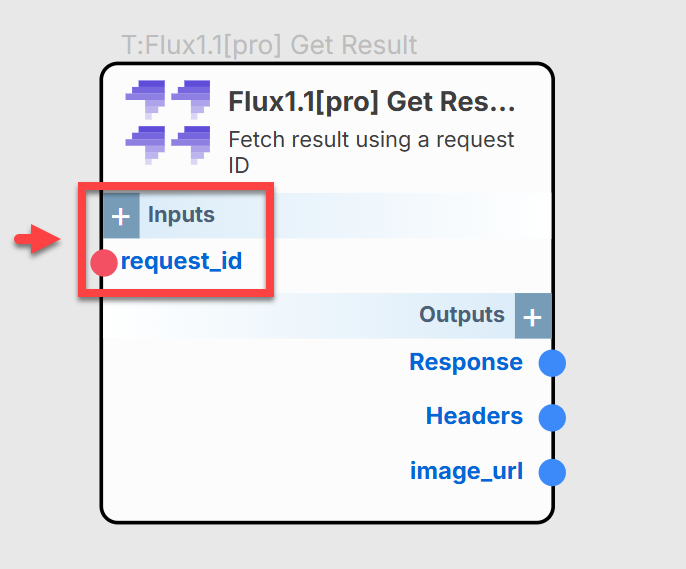 T:Flux1.1[pro] Get Result
Flux1.1[pro] Get Res...
Fetch result using a request
ID
+ Inputs
request_id
Outputs +
Response
Headers
image_url